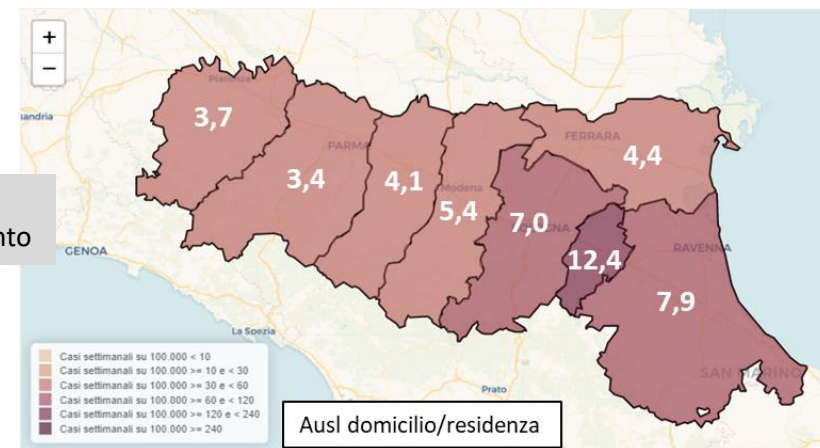 +
−
Piacenza
3,7
PARMA
3,4
4,1
Modena
5,4
FERRARA
4,4
7,0
12,4
RAVENNA
7,9
nto
GENOA
La Spezia
Prato
SAN MARINO
Casi settimanali su 100.000 < 10
Casi settimanali su 100.000 >= 10 e < 30
Casi settimanali su 100.000 >= 30 e < 60
Casi settimanali su 100.000 >= 60 e < 120
Casi settimanali su 100.000 >= 120 e < 240
Casi settimanali su 100.000 >= 240
Ausl domicilio/residenza